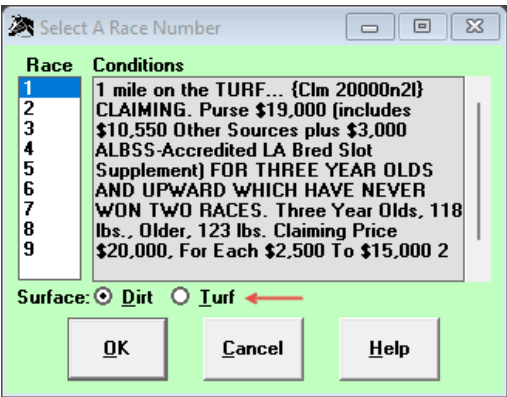 Select A Race Number
Race Conditions
1
2
3
4
5
6
7
8
9
1 mile on the TURF... {Clm 20000n2l}
CLAIMING. Purse $19,000 (includes
$10,550 Other Sources plus $3,000
ALBSS-Accredited LA Bred Slot
Supplement) FOR THREE YEAR OLDS
AND UPWARD WHICH HAVE NEVER
WON TWO RACES. Three Year Olds, 118
lbs., Older, 123 lbs. Claiming Price
$20,000, For Each $2,500 To $15,000 2
Surface: Dirt Turf
OK Cancel Help